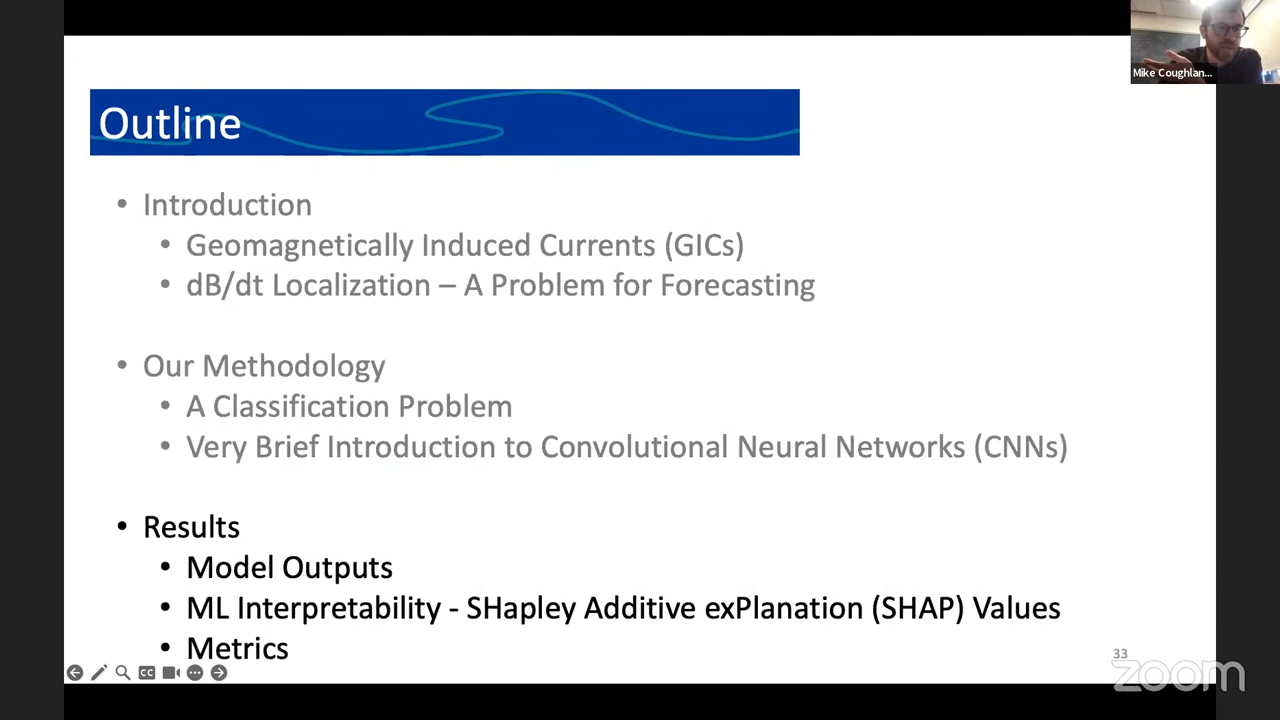 Mike Coughlan...
Outline
• Introduction
• Geomagnetically Induced Currents (GICs)
• dB/dt Localization – A Problem for Forecasting
• Our Methodology
• A Classification Problem
• Very Brief Introduction to Convolutional Neural Networks (CNNs)
• Results
• Model Outputs
• ML Interpretability - SHapley Additive exPlanation (SHAP) Values
• Metrics
33
CC
zoom